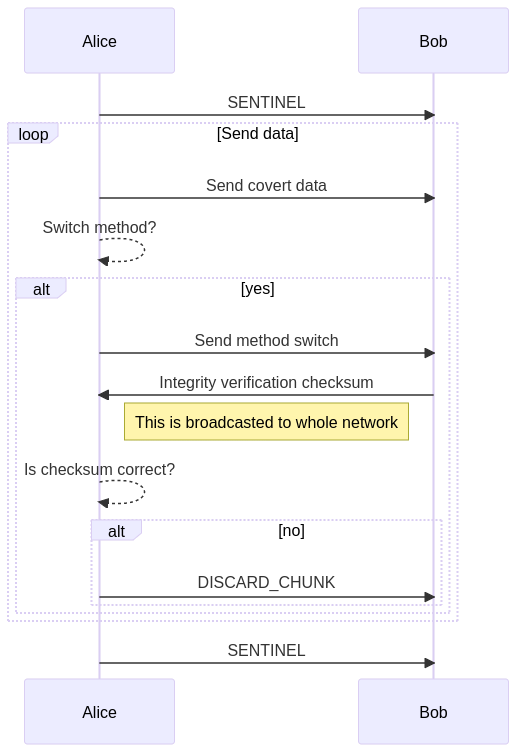 Alice
Bob
SENTINEL
loop
[Send data]
Send covert data
Switch method?
alt
[yes]
Send method switch
Integrity verification checksum
This is broadcasted to whole network
Is checksum correct?
alt
[no]
DISCARD_CHUNK
SENTINEL
Alice
Bob